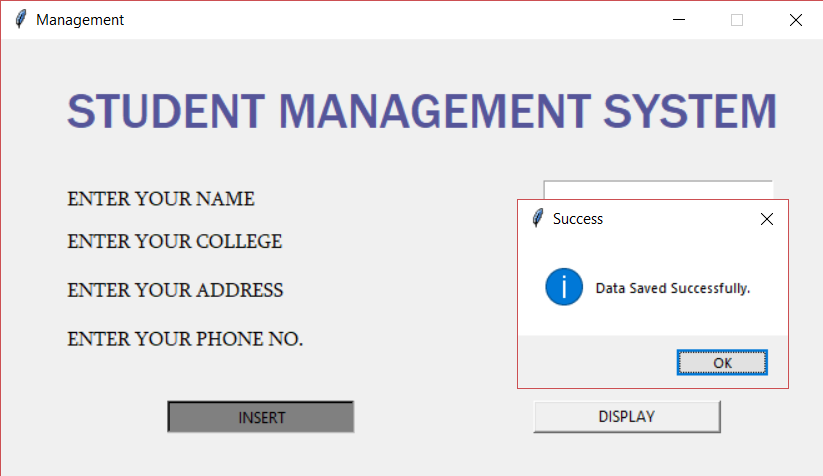 Management
STUDENT MANAGEMENT SYSTEM
ENTER YOUR NAME
ENTER YOUR COLLEGE
ENTER YOUR ADDRESS
ENTER YOUR PHONE NO.
Success
Data Saved Successfully.
OK
INSERT
DISPLAY